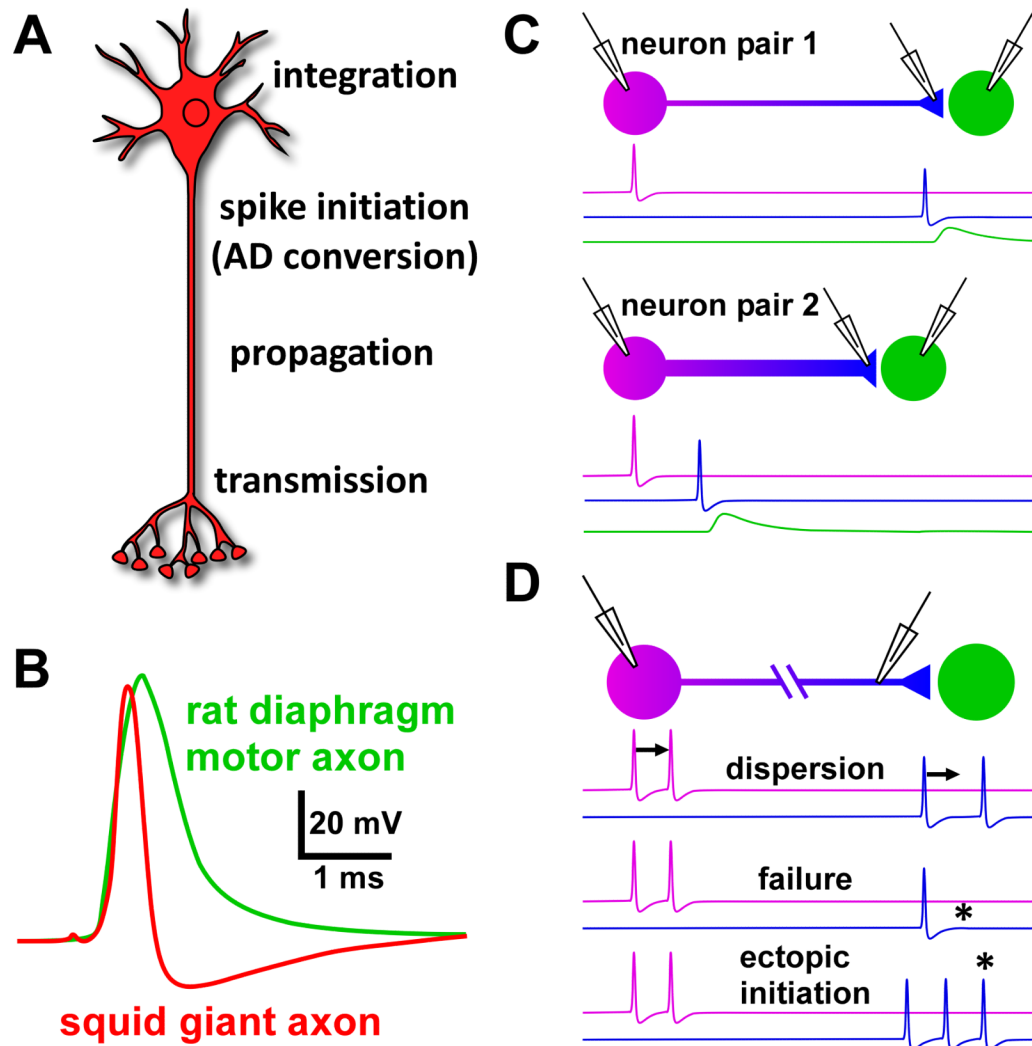 A
integration
spike initiation
(AD conversion)
propagation
transmission
B
rat diaphragm
motor axon
20 mV
1 ms
squid giant axon
C
neuron pair 1
neuron pair 2
D
dispersion
failure
*
ectopic
initiation
*